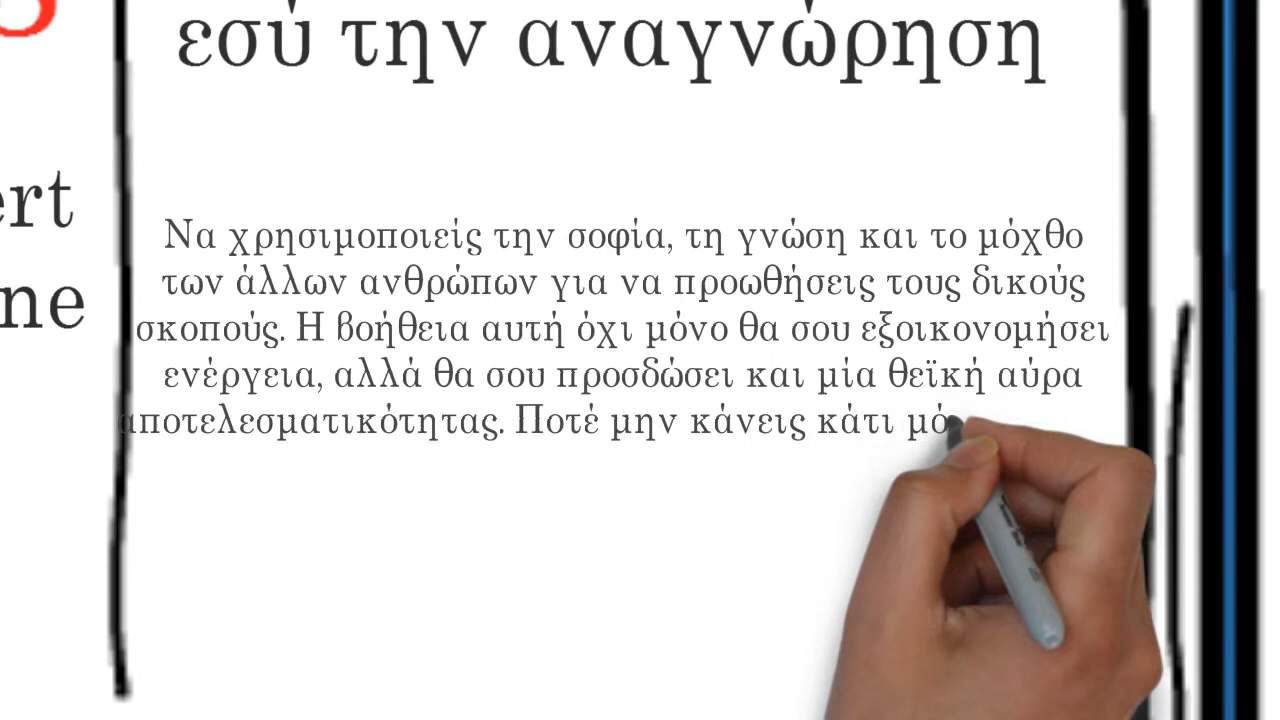 εσύ την αναγνώρηση
ert
ne
Να χρησιμοποιείς την σοφία, τη γνώση και το μόχθο
των άλλων ανθρώπων για να προωθήσεις τους δικούς
σκοπούς. Η βοήθεια αυτή όχι μόνο θα σου εξοικονομήσει
ενέργεια, αλλά θα σου προσδώσει και μία θεϊκή αύρα
αποτελεσματικότητας. Ποτέ μην κάνεις κάτι μό